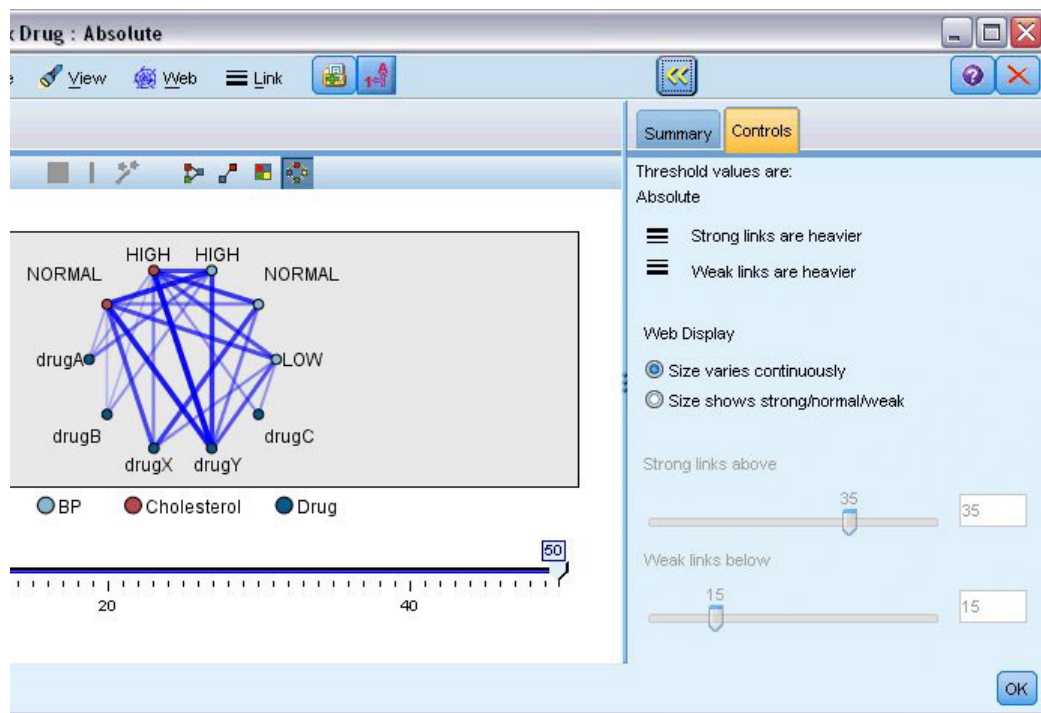 Drug : Absolute
View Web Link
Summary Controls
Threshold values are:
Absolute
Strong links are heavier
Weak links are heavier
Web Display
Size varies continuously
Size shows strong/normal/weak
Strong links above
35
35
Weak links below
15
15
OK
HIGH HIGH
NORMAL NORMAL
drugA LOW
drugB drugC
drugX drugY
BP Cholesterol Drug
50
20 40